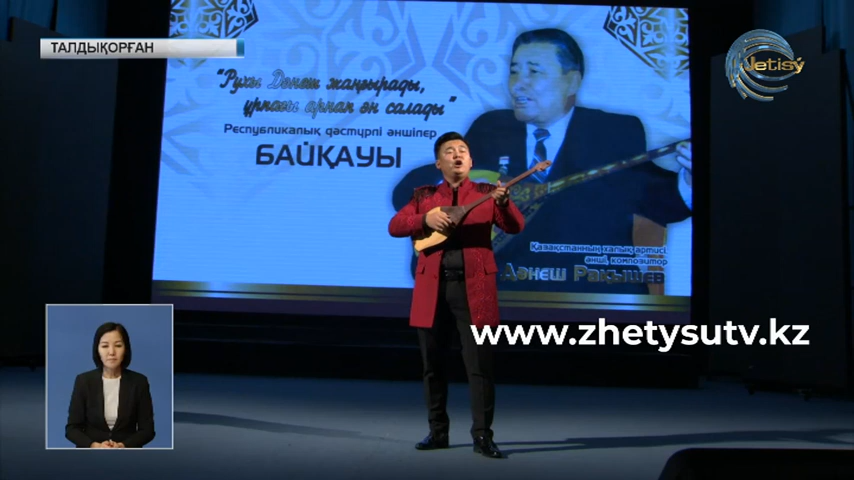 ТАЛДЫҚОРҒАН
Jetisý
"Рухы Дәнеш жаңғырады,
ұрпағы арнап ән салады"
Республикалық дәстүрлі әншілер
БАЙҚАУЫ
Қазақстанның халық артисі,
әнші, композитор
Дәнеш Рақышев
www.zhetysutv.kz